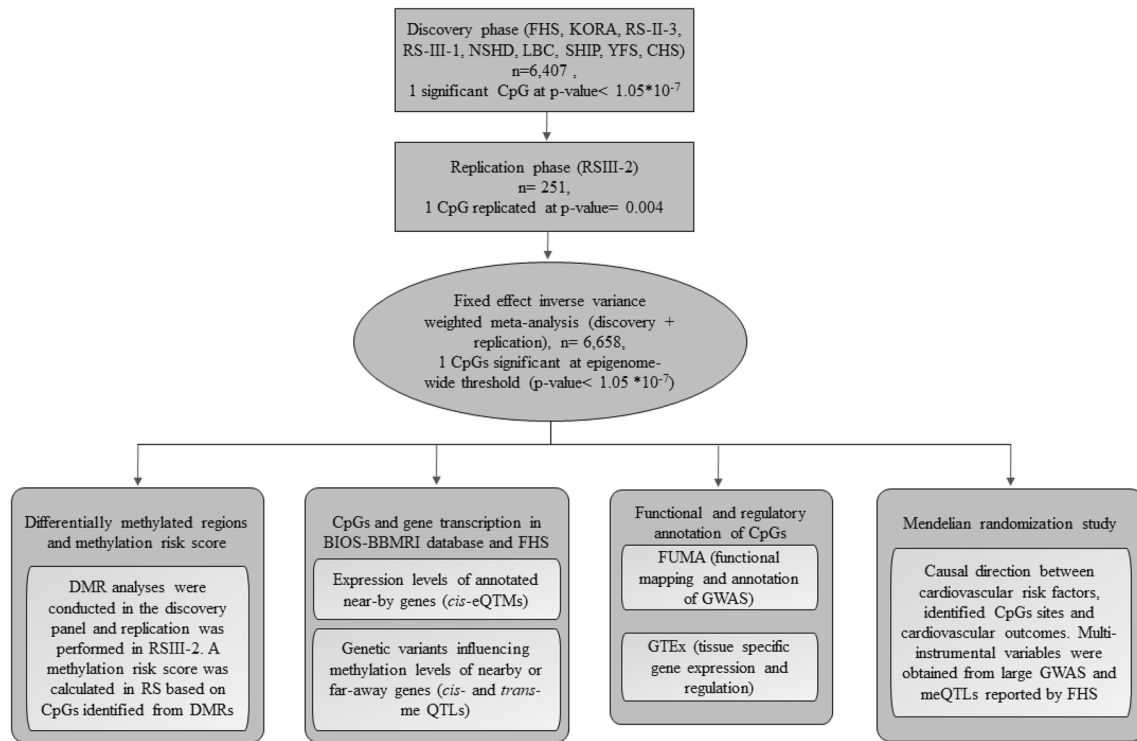 Discovery phase (FHS, KORA, RS-II-3,
RS-III-1, NSHD, LBC, SHIP, YFS, CHS)
n=6,407 ,
1 significant CpG at p-value< 1.05*10-7
Replication phase (RSIII-2)
n= 251,
1 CpG replicated at p-value= 0.004
Fixed effect inverse variance
weighted meta-analysis (discovery +
replication), n= 6,658,
1 CpGs significant at epigenome-
wide threshold (p-value< 1.05 *10-7)
Differentially methylated regions
and methylation risk score
DMR analyses were
conducted in the discovery
panel and replication was
performed in RSIII-2. A
methylation risk score was
calculated in RS based on
CpGs identified from DMRs
CpGs and gene transcription in
BIOS-BBMRI database and FHS
Expression levels of annotated
near-by genes (cis-eQTMs)
Genetic variants influencing
methylation levels of nearby or
far-away genes (cis- and trans-
me QTLs)
Functional and regulatory
annotation of CpGs
FUMA (functional
mapping and annotation
of GWAS)
GTEx (tissue specific
gene expression and
regulation)
Mendelian randomization study
Causal direction between
cardiovascular risk factors,
identified CpGs sites and
cardiovascular outcomes. Multi-
instrumental variables were
obtained from large GWAS and
meQTLs reported by FHS